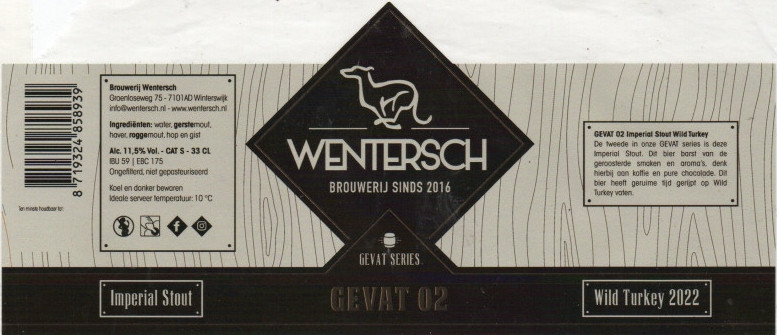 8 719324 858939
Ten minste houdbaar tot:
Brouwerij Wentersch
Groenloseweg 75 - 7101AD Winterswijk
info@wentersch.nl - www.wentersch.nl
Ingrediënten: water, gerstemout,
haver, roggemout, hop en gist
Alc. 11,5% Vol. - CAT S - 33 CL
IBU 59 | EBC 175
Ongefilterd, niet gepasteuriseerd
Koel en donker bewaren
Ideale serveer temperatuur: 10 °C
WENTERSCH
BROUWERIJ SINDS 2016
GEVAT SERIES
GEVAT 02 Imperial Stout Wild Turkey
De tweede in onze GEVAT series is deze
Imperial Stout. Dit bier barst van de
geroosterde smaken en aroma's, denk
hierbij aan koffie en pure chocolade. Dit
bier heeft geruime tijd gerijpt op Wild
Turkey vaten.
Imperial Stout
GEVAT 02
Wild Turkey 2022